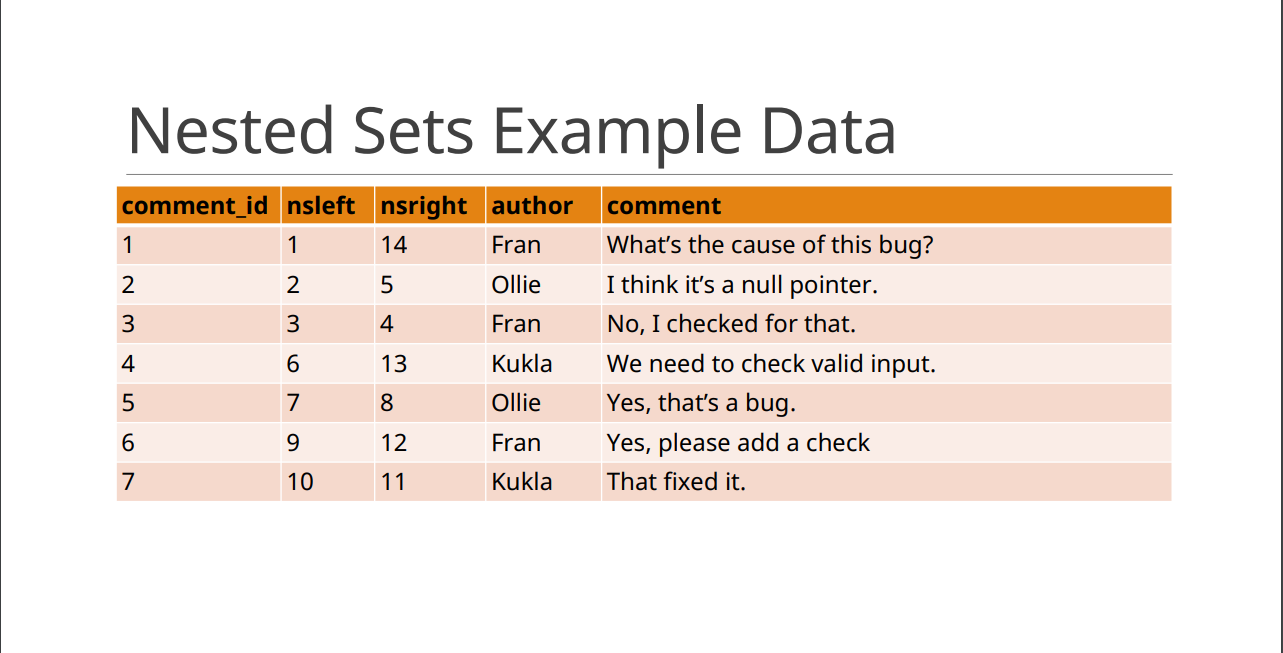 Nested Sets Example Data
comment_id nsleft nsright author comment
1 1 14 Fran What’s the cause of this bug?
2 2 5 Ollie I think it’s a null pointer.
3 3 4 Fran No, I checked for that.
4 6 13 Kukla We need to check valid input.
5 7 8 Ollie Yes, that’s a bug.
6 9 12 Fran Yes, please add a check
7 10 11 Kukla That fixed it.